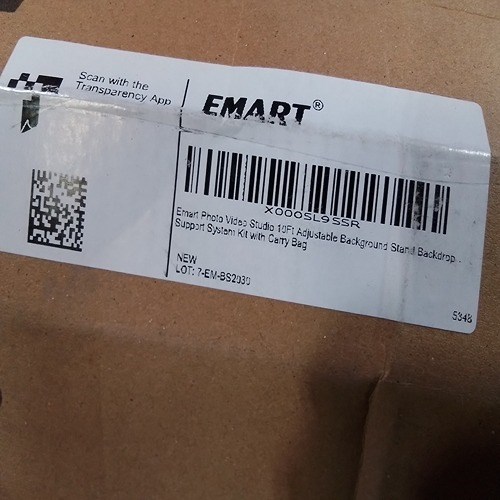 Scan with the
Transparency App
EMART®
X000SL9SSR
Emart Photo Video Studio 10Ft Adjustable Background Stand Backdrop
Support System Kit with Carry Bag
NEW
LOT: 7-EM-BS2030
5348